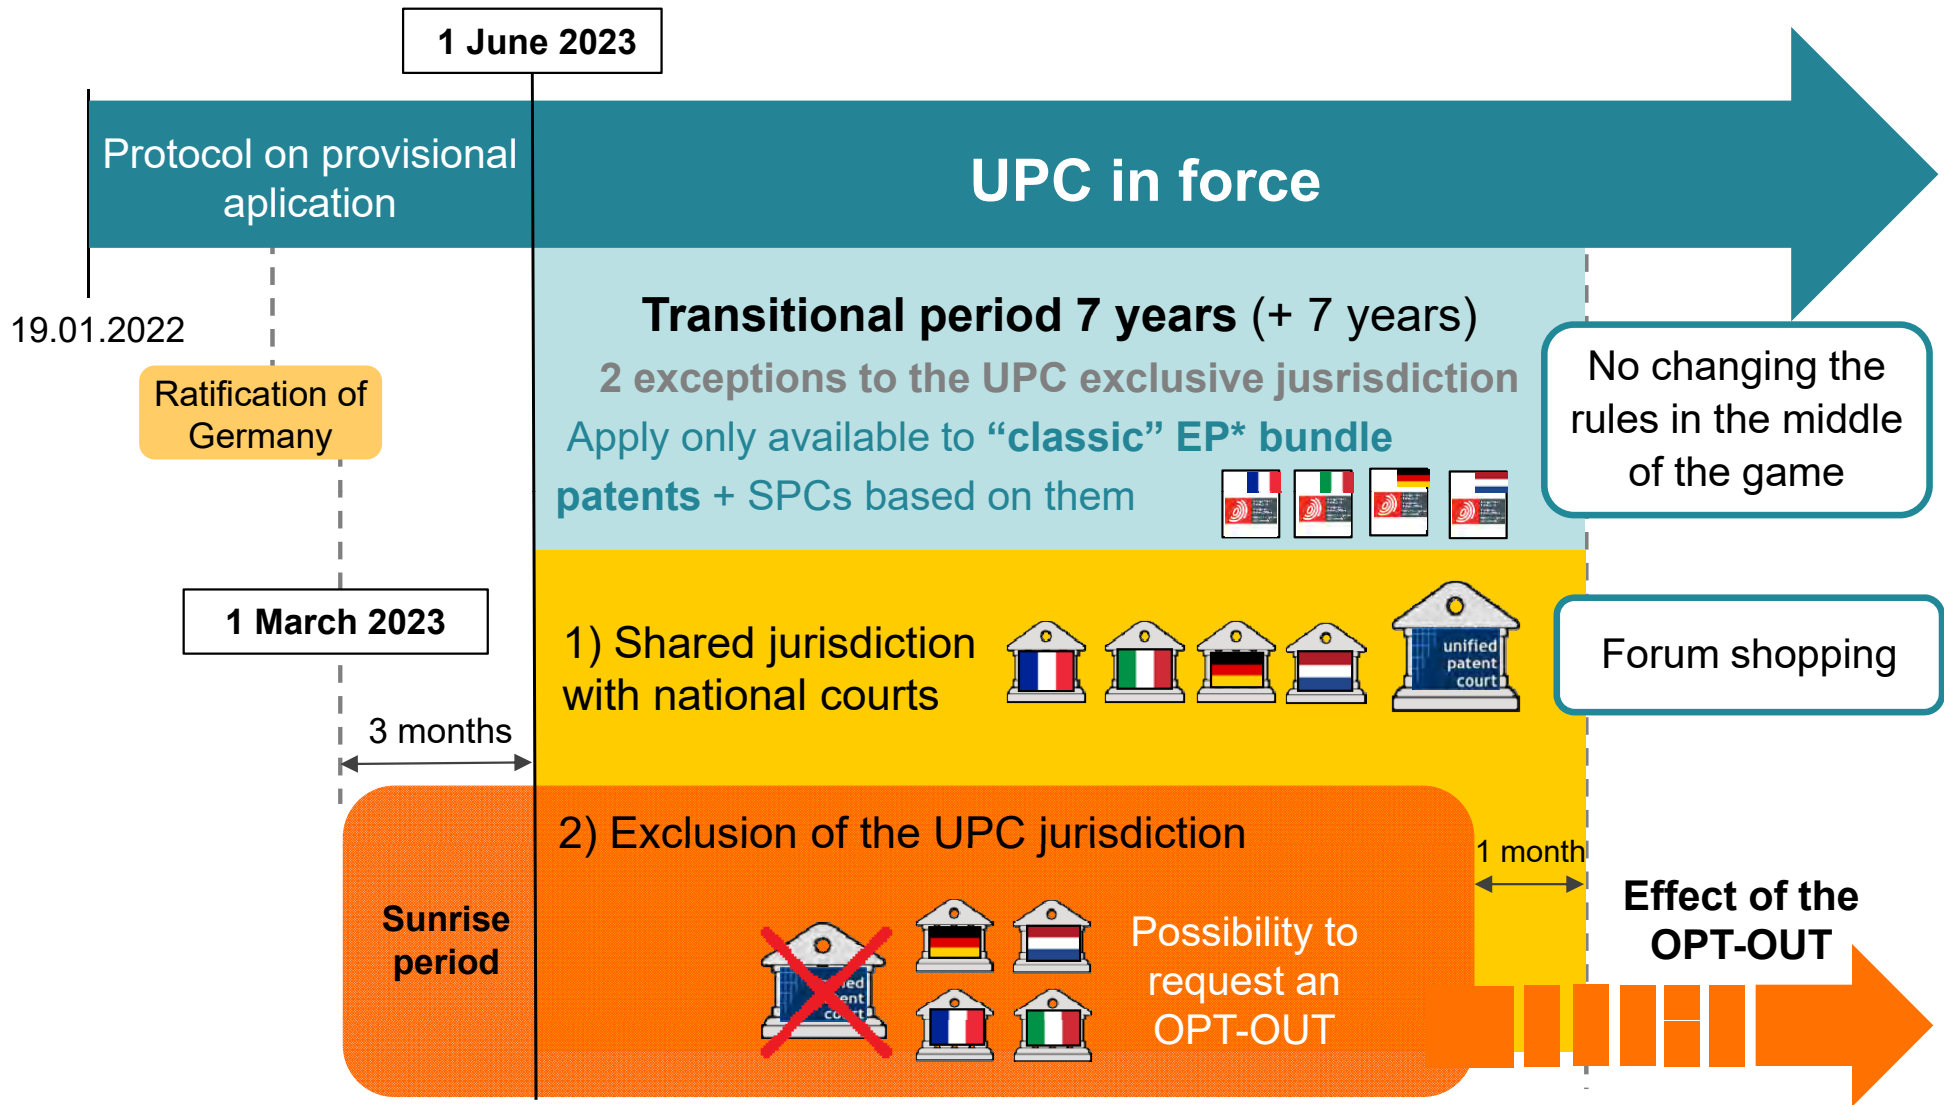 1 June 2023
Protocol on provisional
aplication
UPC in force
19.01.2022
Transitional period 7 years (+ 7 years)
2 exceptions to the UPC exclusive jusrisdiction
Apply only available to “classic” EP* bundle
patents + SPCs based on them
No changing the
rules in the middle
of the game
Ratification of
Germany
1 March 2023
1) Shared jurisdiction
with national courts
unified
patent
court
Forum shopping
3 months
2) Exclusion of the UPC jurisdiction
1 month
Sunrise
period
ed
ent
court
Possibility to
request an
OPT-OUT
Effect of the
OPT-OUT